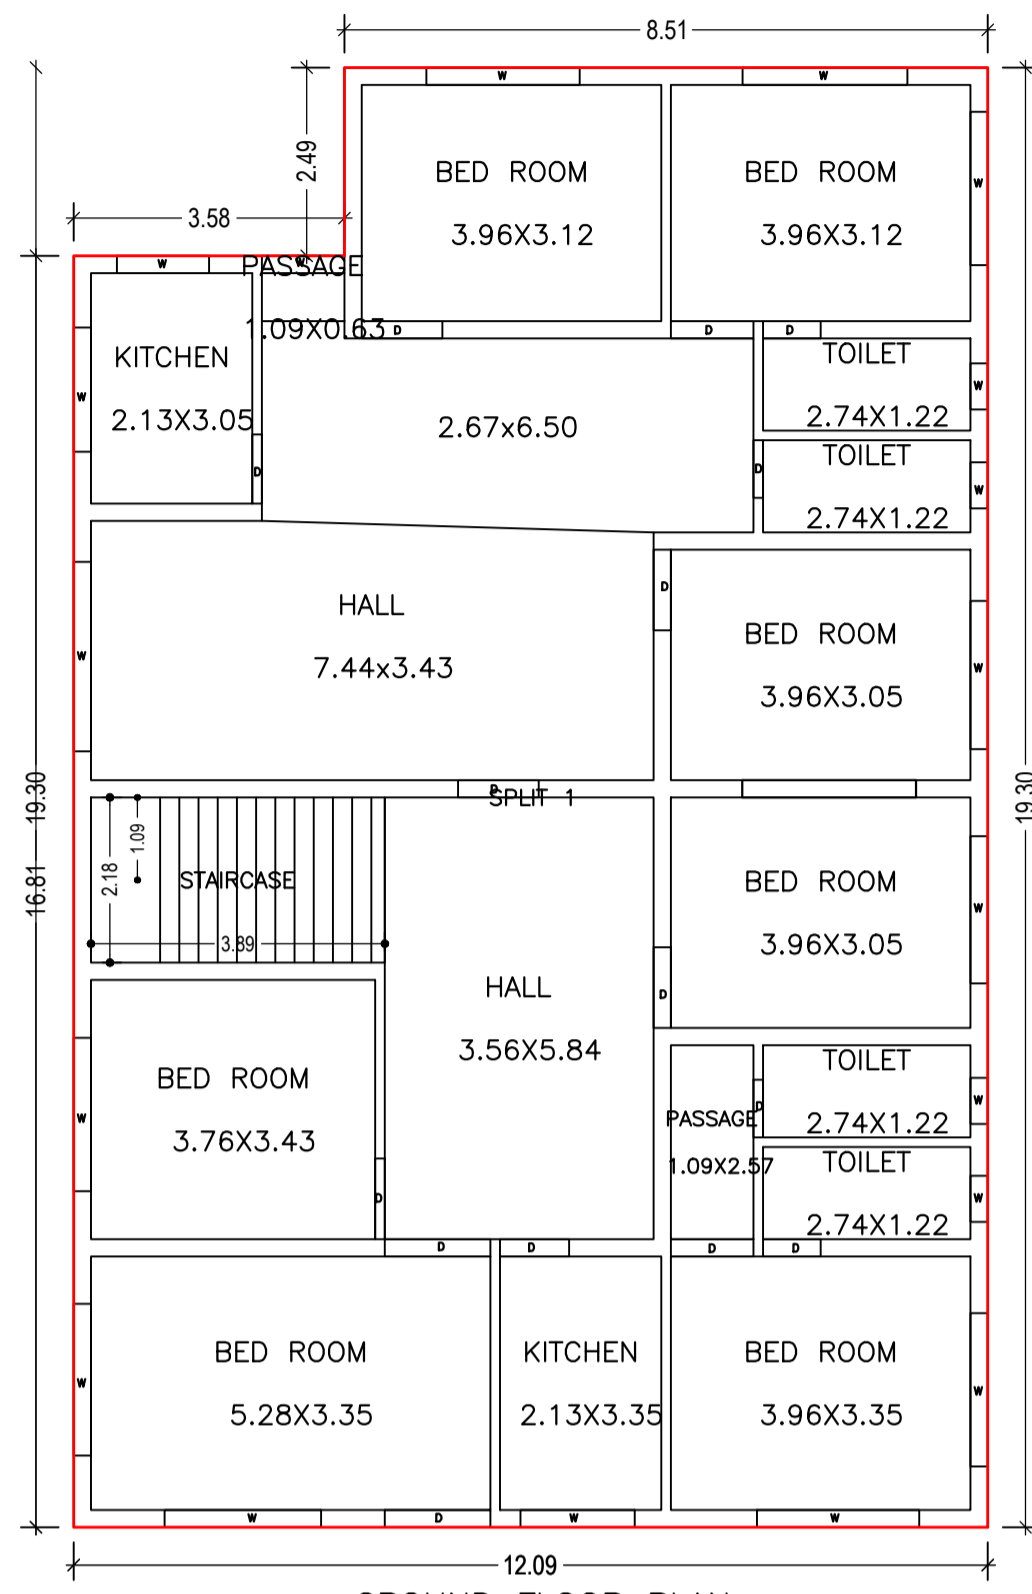 8.51
W
W
2.49
BED ROOM
3.96X3.12
BED ROOM
3.96X3.12
W
3.58
W
W
PASSAGE
1.09X0.63
D
D
D
KITCHEN
2.13X3.05
W
D
2.67x6.50
TOILET
2.74X1.22
W
TOILET
2.74X1.22
D
W
HALL
7.44x3.43
W
D
BED ROOM
3.96X3.05
W
D
SPLIT 1
19.30
16.81
19.30
2.18
1.09
STAIRCASE
3.89
BED ROOM
3.96X3.05
W
D
HALL
3.56X5.84
BED ROOM
3.76X3.43
W
D
PASSAGE
1.09X2.57
D
TOILET
2.74X1.22
W
TOILET
2.74X1.22
W
D
D
D
D
BED ROOM
5.28X3.35
W
KITCHEN
2.13X3.35
BED ROOM
3.96X3.35
W
W
D
W
W
12.09
GROUND FLOOR PLAN